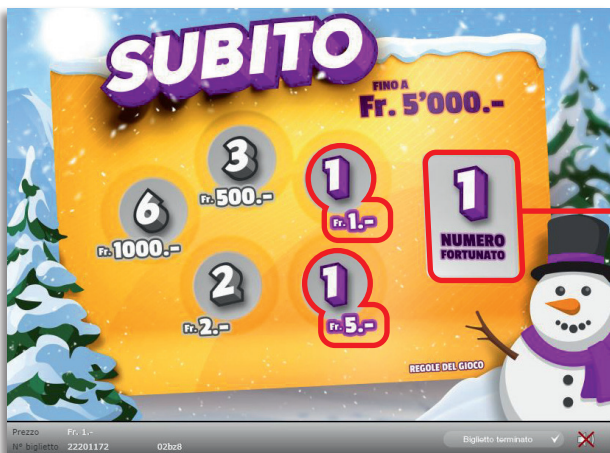 SUBITO
FINO A
Fr. 5'000.-
3
Fr. 500.-
1
Fr. 1.-
6
Fr. 1000.-
1
NUMERO
FORTUNATO
2
Fr. 2.-
1
Fr. 5.-
REGOLE DEL GIOCO
Prezzo Fr. 1.-
N° biglietto 22201172 02bz8
Biglietto terminato